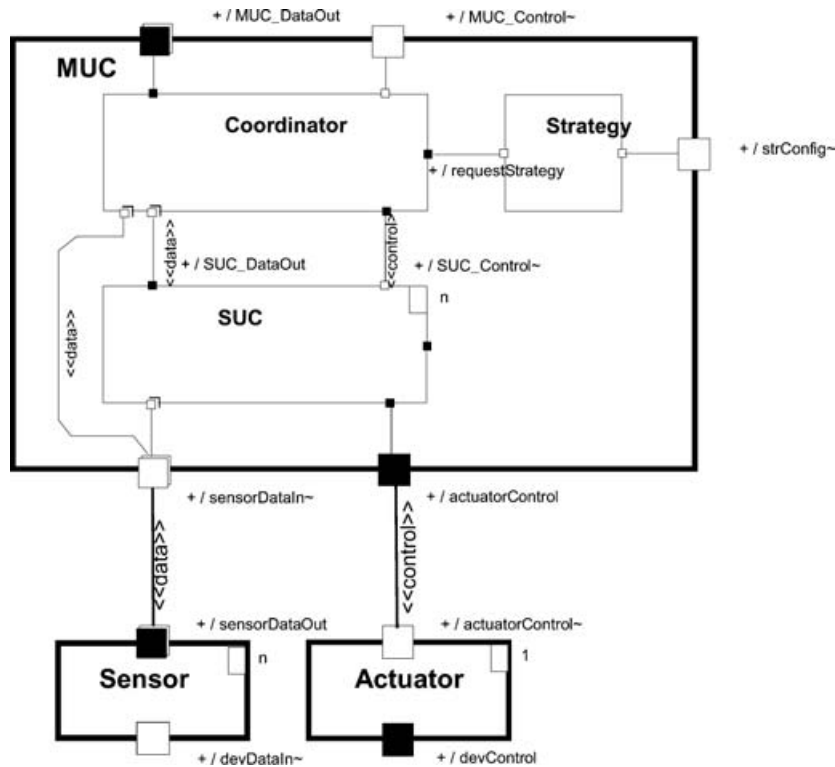 + / MUC_DataOut
+ / MUC_Control~
MUC
Coordinator
Strategy
+ / strConfig~
+ / requestStrategy
<<data>>
<<control>
+ / SUC_DataOut
+ / SUC_Control~
<<data>>
SUC
n
+ / sensorDataIn~
+ / actuatorControl
<<data>>
<<control>>
+ / sensorDataOut
+ / actuatorControl~
Sensor
n
Actuator
1
+ / devDataIn~
+ / devControl